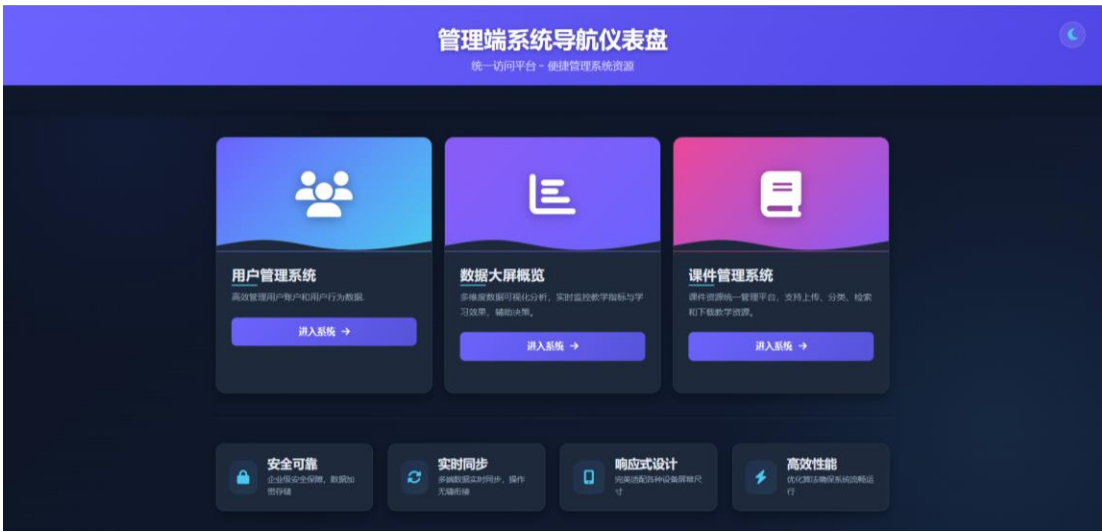 管理端系统导航仪表盘
统一访问平台 - 便捷管理系统资源
用户管理系统
高效管理用户账户和用户行为数据
进入系统 →
数据大屏概览
多维度数据可视化分析，实时监控教学指标与学
习效果，辅助决策。
进入系统 →
课件管理系统
课件资源统一管理平台，支持上传、分类、检索
和下载教学资源。
进入系统 →
安全可靠
企业级安全保障，数据加
密存储
实时同步
多端数据实时同步，操作
无缝衔接
响应式设计
完美适配各种设备屏幕尺
寸
高效性能
优化算法确保系统流畅运
行